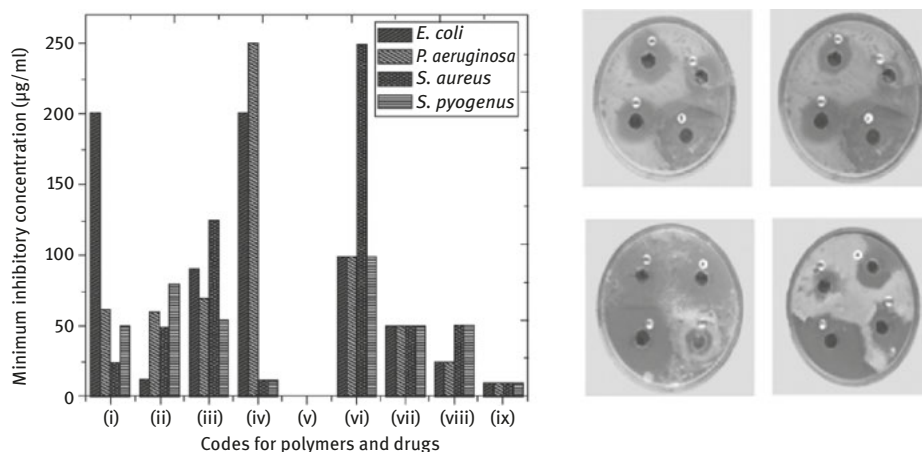 Minimum inhibitory concentration (µg/ml)
250
200
150
100
50
0
E. coli
P. aeruginosa
S. aureus
S. pyogenus
(i) (ii) (iii) (iv) (v) (vi) (vii) (viii) (ix)
Codes for polymers and drugs